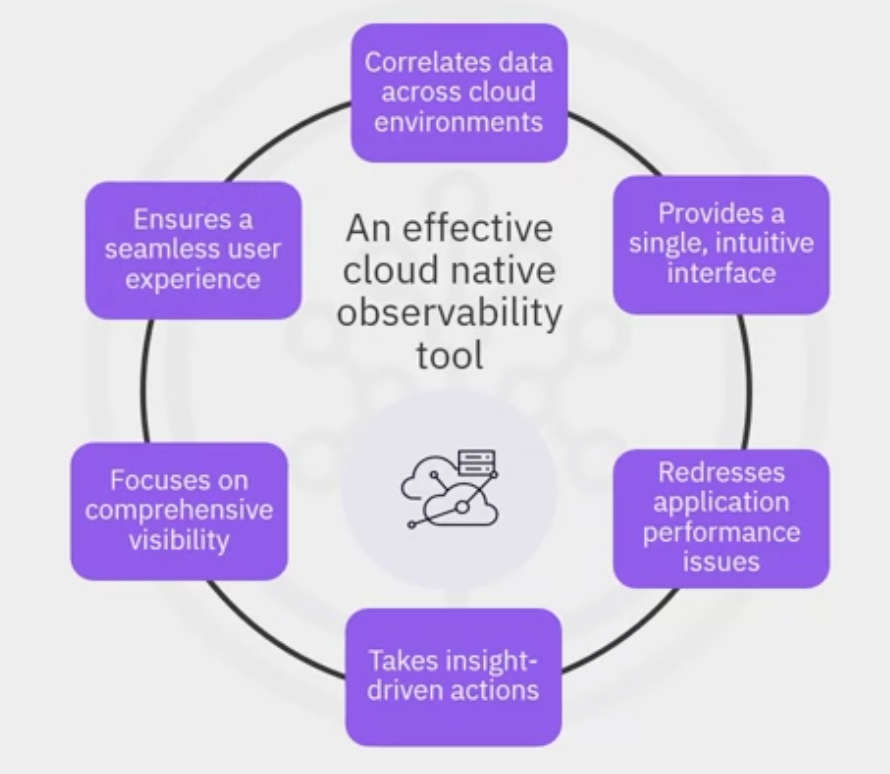 An effective
cloud native
observability
tool
Correlates data
across cloud
environments
Provides a
single, intuitive
interface
Redresses
application
performance
issues
Takes insight-
driven actions
Focuses on
comprehensive
visibility
Ensures a
seamless user
experience